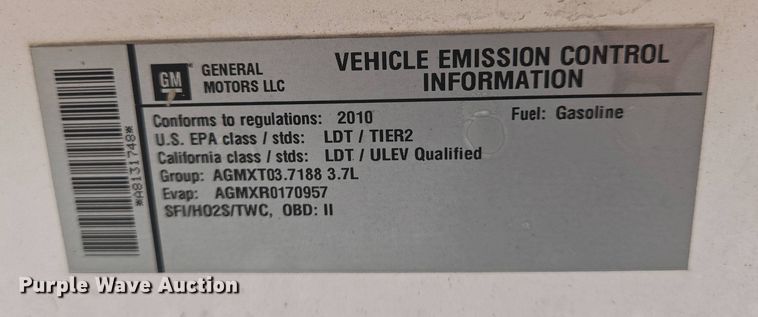 GM
GENERAL
MOTORS LLC
VEHICLE EMISSION CONTROL
INFORMATION
Conforms to regulations: 2010
Fuel: Gasoline
U.S. EPA class / stds: LDT / TIER2
California class / stds: LDT / ULEV Qualified
Group: AGMXT03.7188 3.7L
Evap: AGMXR0170957
SFI/HO2S/TWC, OBD: II
*A8131748*
Purple Wave Auction